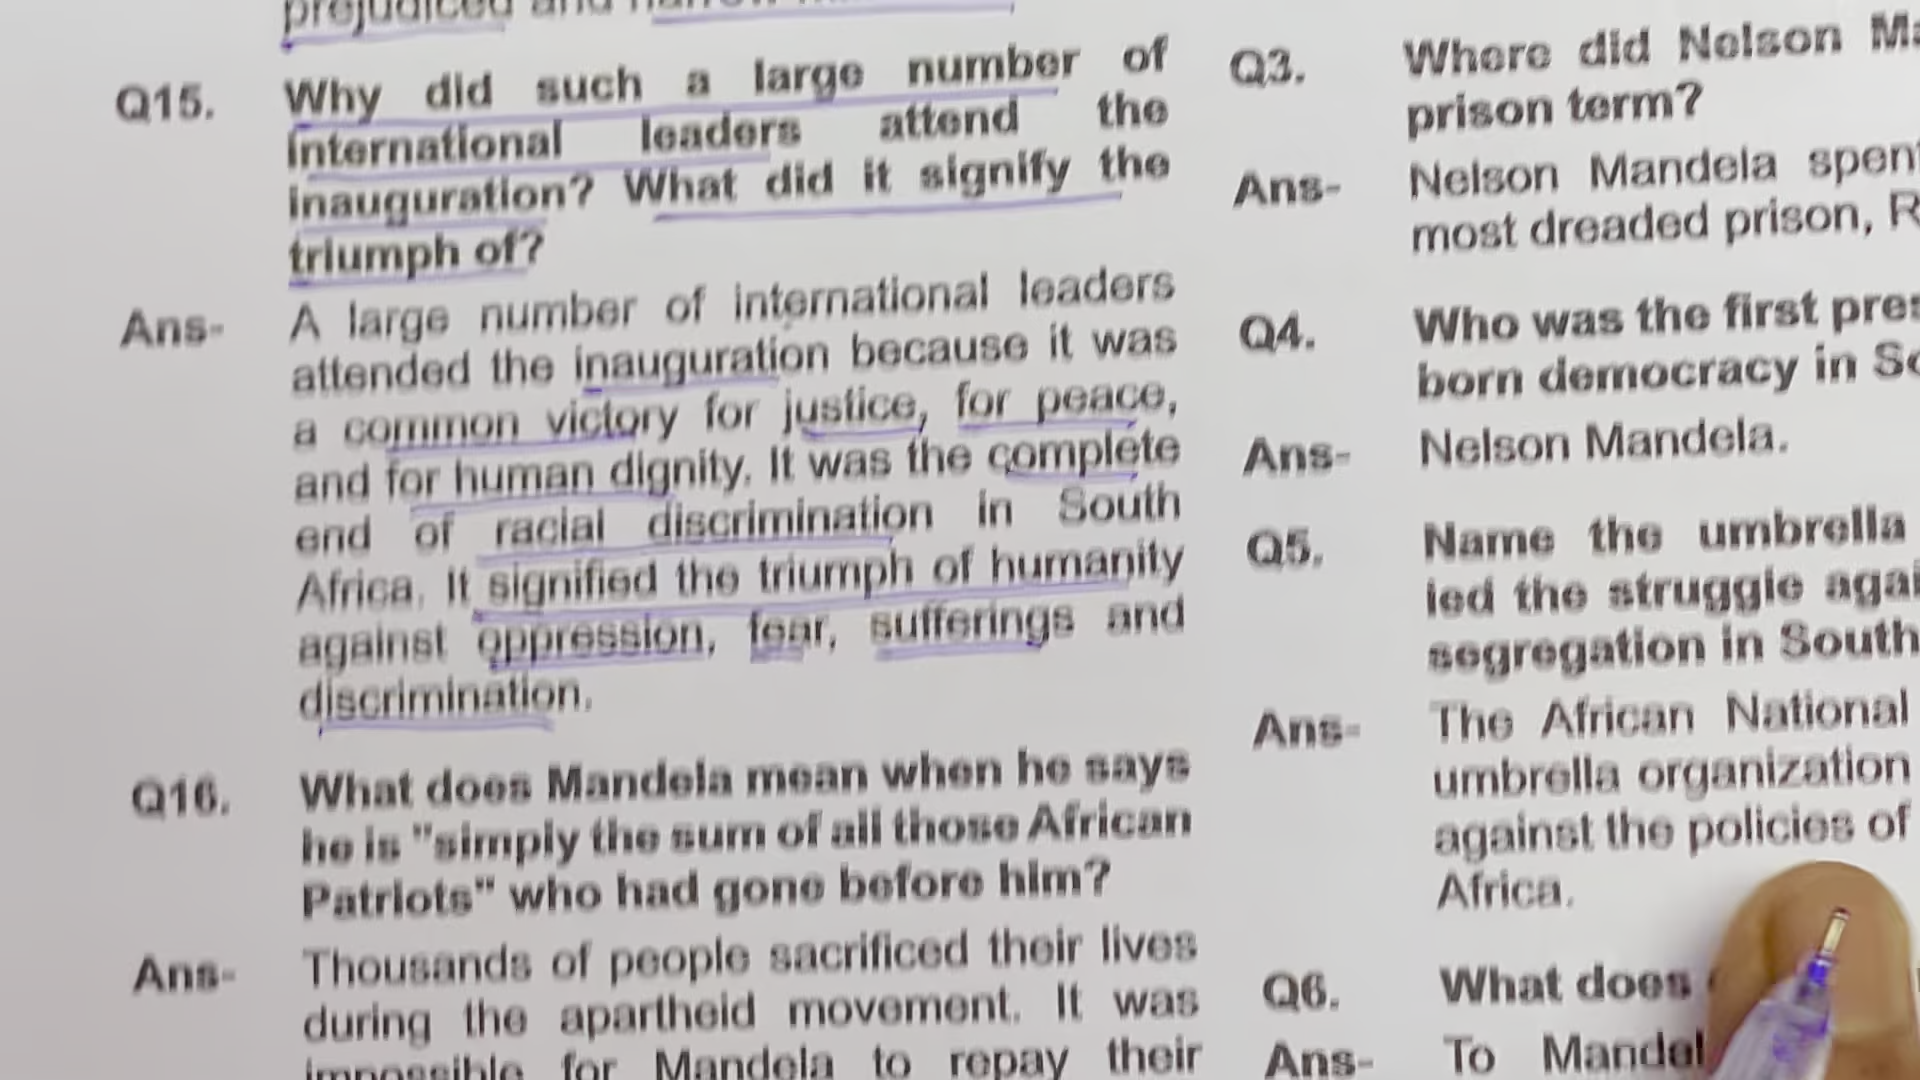 prejudiced and
Q15. Why did such a large number of
international leaders attend the
inauguration? What did it signify the
triumph of?
Ans- A large number of international leaders
attended the inauguration because it was
a common victory for justice, for peace,
and for human dignity. It was the complete
end of racial discrimination in South
Africa. It signified the triumph of humanity
against oppression, fear, sufferings and
discrimination.
Q16. What does Mandela mean when he says
he is "simply the sum of all those African
Patriots" who had gone before him?
Ans- Thousands of people sacrificed their lives
during the apartheid movement. It was
impossible for Mandela to repay their
Q3. Where did Nelson
prison term?
Ans- Nelson Mandela spent
most dreaded prison,
Q4. Who was the first
born democracy in
Ans- Nelson Mandela.
Q5. Name the umbrella
led the struggle
segregation in South
Ans- The African National
umbrella organization
against the policies of
Africa.
Q6. What does
Ans- To